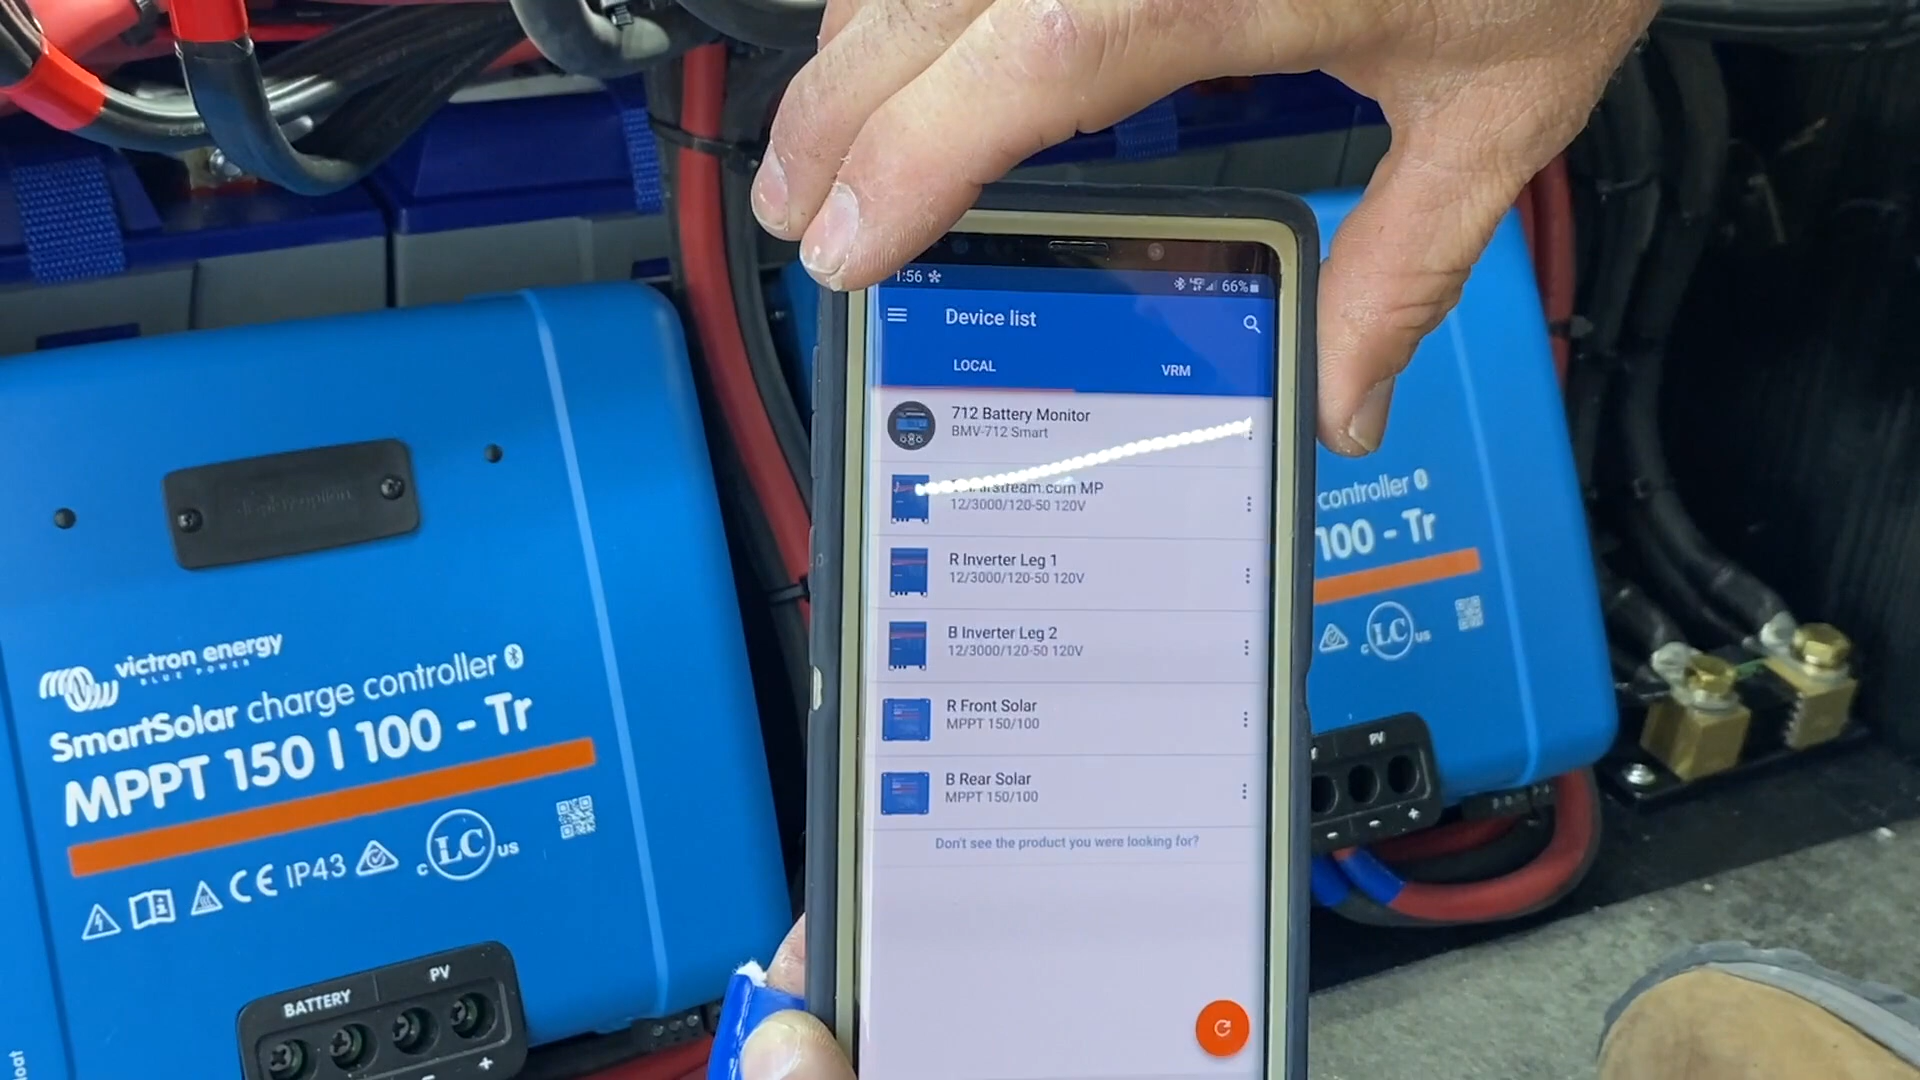 1:56
66%
Device list
LOCAL
VRM
712 Battery Monitor
BMV-712 Smart
MP
12/3000/120-50 120V
R Inverter Leg 1
12/3000/120-50 120V
B Inverter Leg 2
12/3000/120-50 120V
R Front Solar
MPPT 150/100
B Rear Solar
MPPT 150/100
Don't see the product you were looking for?
victron energy
BLUE POWER
SmartSolar charge controller
MPPT 150 | 100 - Tr
CE IP43
c LC us
BATTERY
PV
- +
controller
100 - Tr
c LC us
PV
- - +